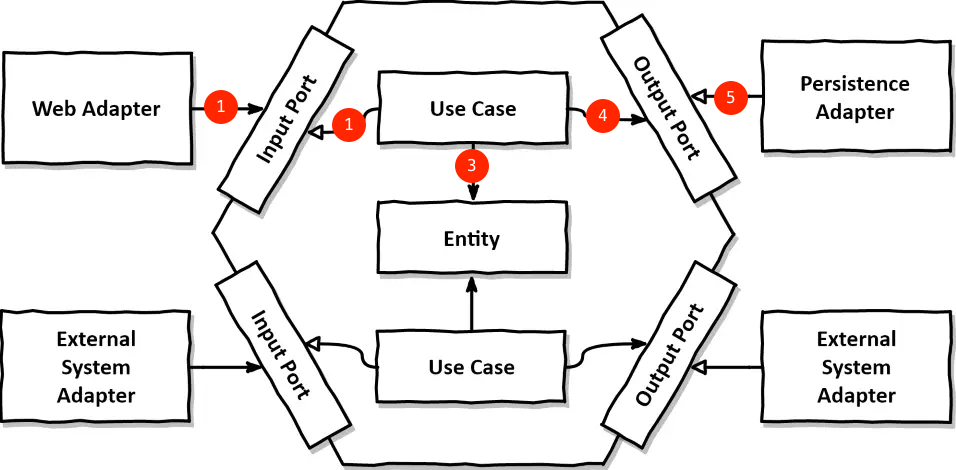 Web Adapter
1
Input Port
1
Use Case
4
Output Port
5
Persistence
Adapter
3
Entity
External
System
Adapter
Input Port
Use Case
Output Port
External
System
Adapter